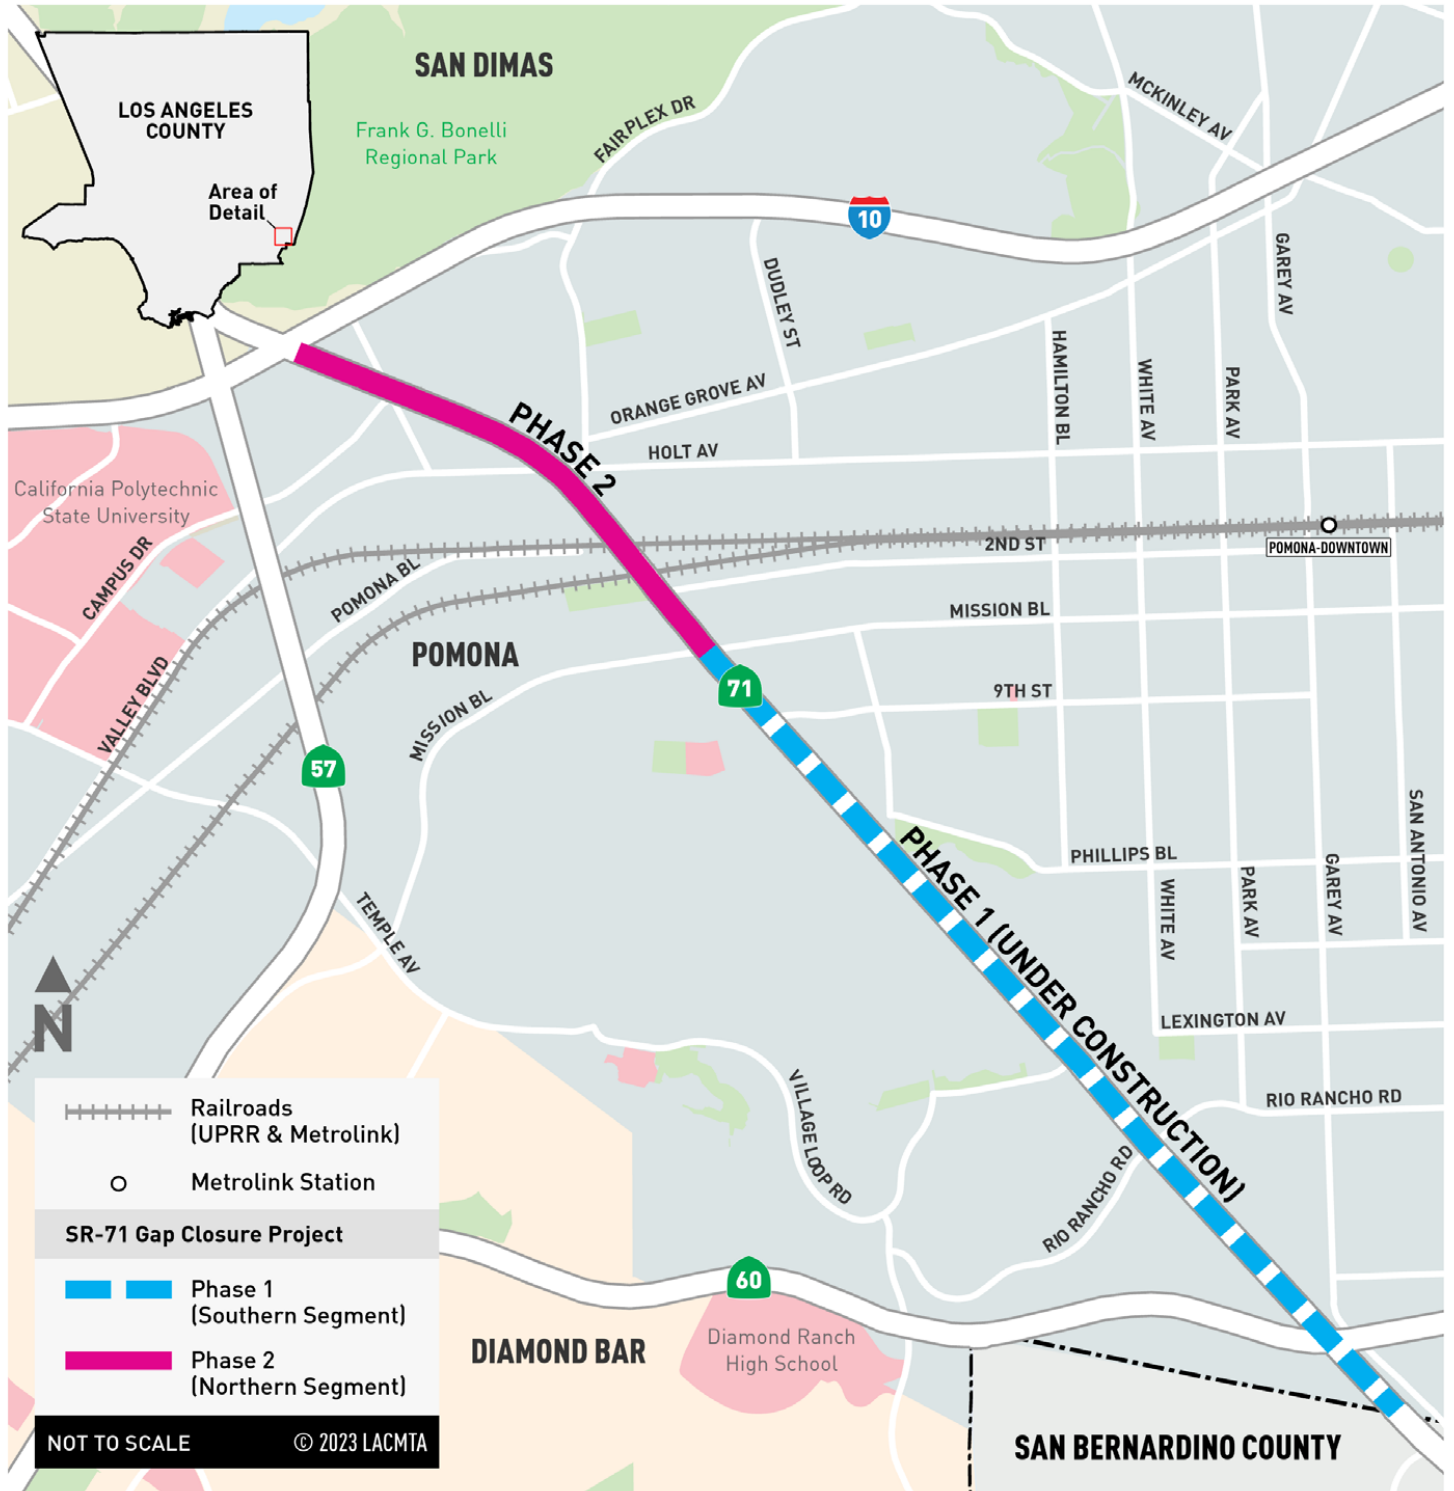 SAN DIMAS
Frank G. Bonelli
Regional Park
LOS ANGELES
COUNTY
Area of
Detail
FAIRPLEX DR
MCKINLEY AV
10
GAREY AV
DUDLEY ST
HAMILTON BL
WHITE AV
PARK AV
ORANGE GROVE AV
PHASE 2
HOLT AV
California Polytechnic
State University
CAMPUS DR
POMONA BL
2ND ST
POMONA-DOWNTOWN
MISSION BL
POMONA
VALLEY BLVD
MISSION BL
71
9TH ST
57
SAN ANTONIO AV
PHASE 1 (UNDER CONSTRUCTION)
PHILLIPS BL
WHITE AV
PARK AV
GAREY AV
TEMPLE AV
N
LEXINGTON AV
VILLAGE LOOP RD
RIO RANCHO RD
RIO RANCHO RD
60
DIAMOND BAR
Diamond Ranch
High School
SAN BERNARDINO COUNTY
Railroads
(UPRR & Metrolink)
Metrolink Station
SR-71 Gap Closure Project
Phase 1
(Southern Segment)
Phase 2
(Northern Segment)
NOT TO SCALE © 2023 LACMTA